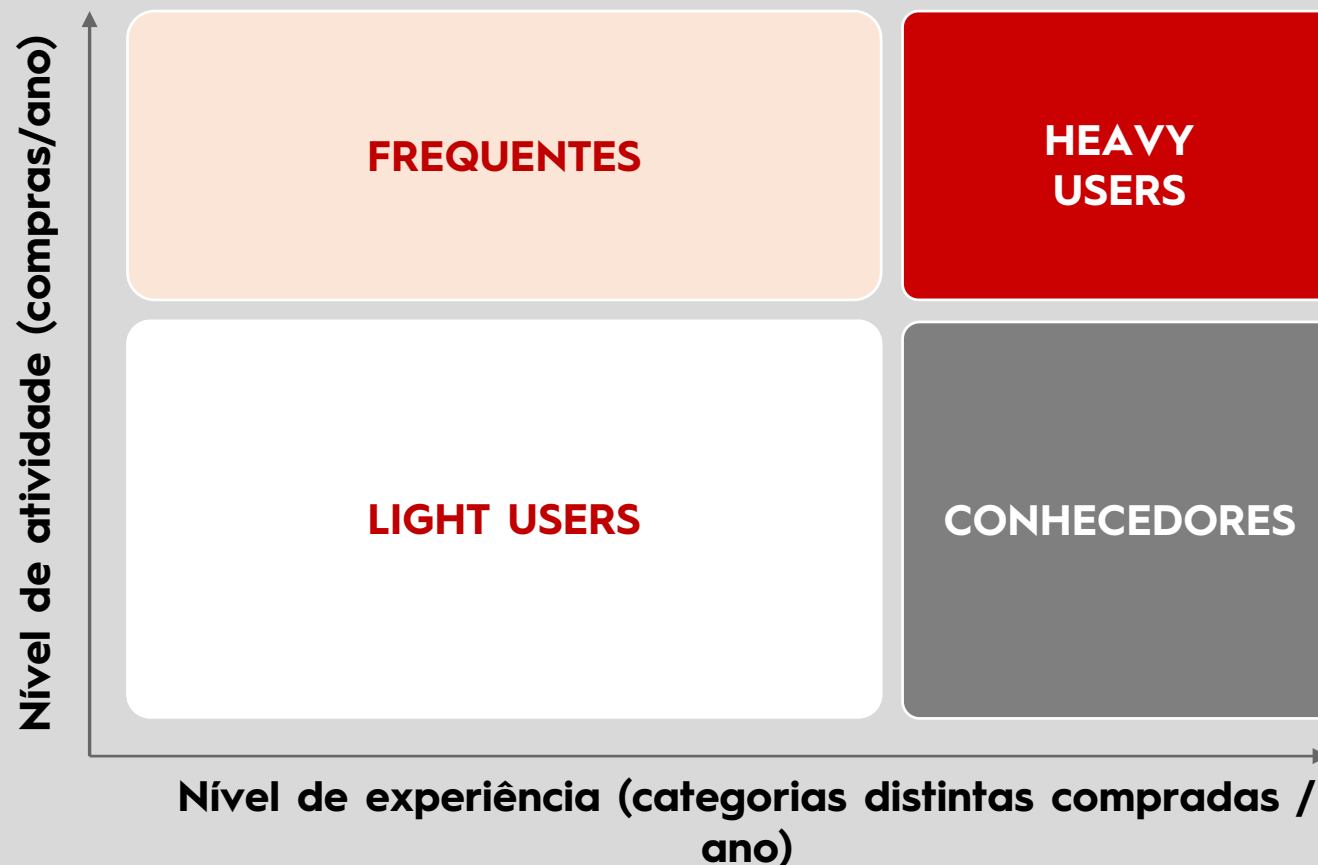 Nível de atividade (compras/ano)
FREQUENTES
HEAVY
USERS
LIGHT USERS
CONHECEDORES
Nível de experiência (categorias distintas compradas /
ano)